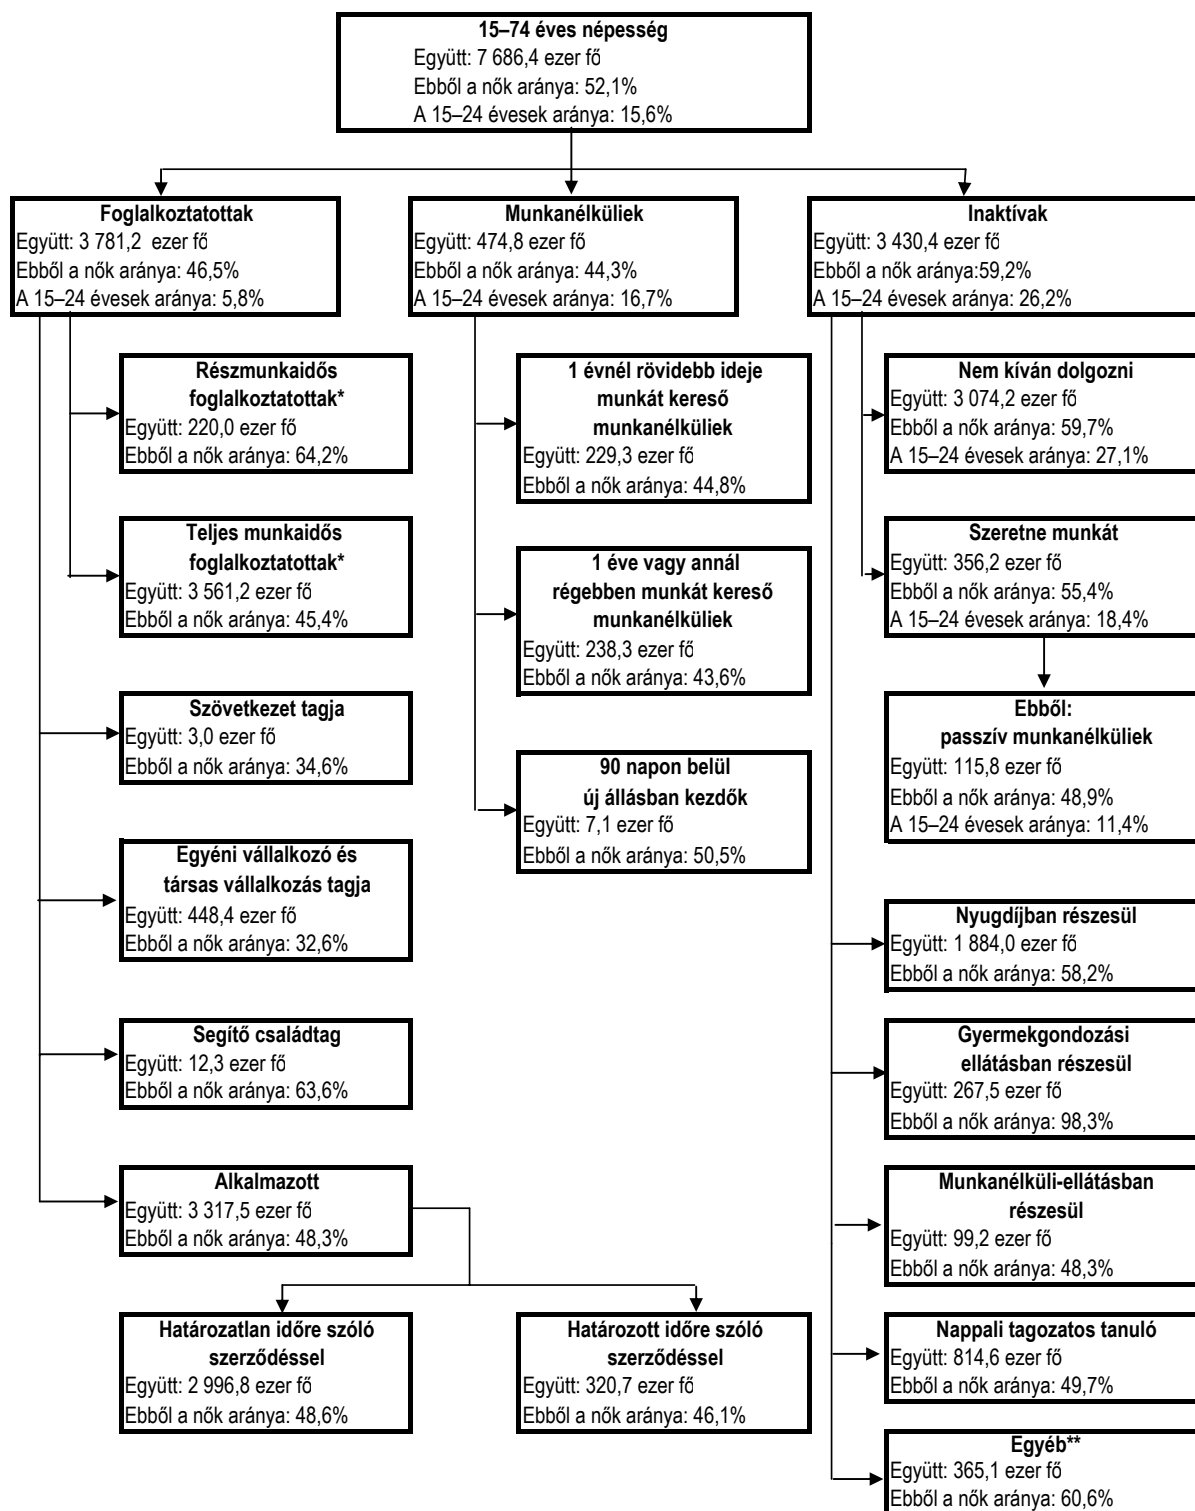 15–74 éves népesség
Együtt: 7 686,4 ezer fő
Ebből a nők aránya: 52,1%
A 15–24 évesek aránya: 15,6%
Foglalkoztatottak
Együtt: 3 781,2 ezer fő
Ebből a nők aránya: 46,5%
A 15–24 évesek aránya: 5,8%
Munkanélküliek
Együtt: 474,8 ezer fő
Ebből a nők aránya: 44,3%
A 15–24 évesek aránya: 16,7%
Inaktívak
Együtt: 3 430,4 ezer fő
Ebből a nők aránya:59,2%
A 15–24 évesek aránya: 26,2%
Részmunkaidős
foglalkoztatottak*
Együtt: 220,0 ezer fő
Ebből a nők aránya: 64,2%
Teljes munkaidős
foglalkoztatottak*
Együtt: 3 561,2 ezer fő
Ebből a nők aránya: 45,4%
Szövetkezet tagja
Együtt: 3,0 ezer fő
Ebből a nők aránya: 34,6%
Egyéni vállalkozó és
társas vállalkozás tagja
Együtt: 448,4 ezer fő
Ebből a nők aránya: 32,6%
Segítő családtag
Együtt: 12,3 ezer fő
Ebből a nők aránya: 63,6%
Alkalmazott
Együtt: 3 317,5 ezer fő
Ebből a nők aránya: 48,3%
Határozatlan időre szóló
szerződéssel
Együtt: 2 996,8 ezer fő
Ebből a nők aránya: 48,6%
Határozott időre szóló
szerződéssel
Együtt: 320,7 ezer fő
Ebből a nők aránya: 46,1%
1 évnél rövidebb ideje
munkát kereső
munkanélküliek
Együtt: 229,3 ezer fő
Ebből a nők aránya: 44,8%
1 éve vagy annál
régebben munkát kereső
munkanélküliek
Együtt: 238,3 ezer fő
Ebből a nők aránya: 43,6%
90 napon belül
új állásban kezdők
Együtt: 7,1 ezer fő
Ebből a nők aránya: 50,5%
Nem kíván dolgozni
Együtt: 3 074,2 ezer fő
Ebből a nők aránya: 59,7%
A 15–24 évesek aránya: 27,1%
Szeretne munkát
Együtt: 356,2 ezer fő
Ebből a nők aránya: 55,4%
A 15–24 évesek aránya: 18,4%
Ebből:
passzív munkanélküliek
Együtt: 115,8 ezer fő
Ebből a nők aránya: 48,9%
A 15–24 évesek aránya: 11,4%
Nyugdíjban részesül
Együtt: 1 884,0 ezer fő
Ebből a nők aránya: 58,2%
Gyermekgondozási
ellátásban részesül
Együtt: 267,5 ezer fő
Ebből a nők aránya: 98,3%
Munkanélküli-ellátásban
részesül
Együtt: 99,2 ezer fő
Ebből a nők aránya: 48,3%
Nappali tagozatos tanuló
Együtt: 814,6 ezer fő
Ebből a nők aránya: 49,7%
Egyéb**
Együtt: 365,1 ezer fő
Ebből a nők aránya: 60,6%